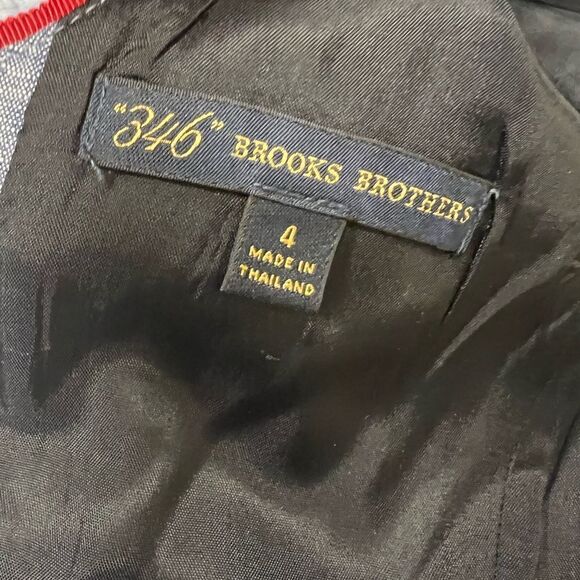 "346" BROOKS BROTHERS
4
MADE IN
THAILAND